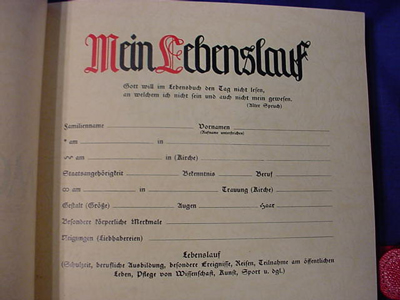 Mein Lebenslauf
Gott will im Lebensbuch den Tag nicht lesen,
an welchem ich nicht sein und auch nicht mein gewesen.
(Alter Spruch)
Familienname Vornamen
(Rufname unterstreichen)
* am in
am in (Kirche)
Staatsangehörigkeit Bekenntnis Beruf
∞ am in Trauung (Kirche)
Gestalt (Größe) Augen Haar
Besondere körperliche Merkmale
Neigungen (Liebhabereien)
Lebenslauf
(Schulzeit, berufliche Ausbildung, besondere Ereignisse, Reisen, Teilnahme am öffentlichen
Leben, Pflege von Wissenschaft, Kunst, Sport u. dgl.)